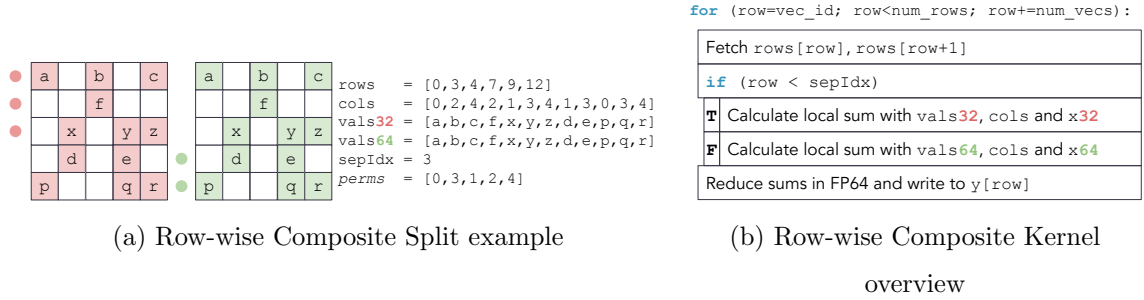 a b c
f
x y z
d e
p q r
a b c
f
x y z
d e
p q r
rows = [0,3,4,7,9,12]
cols = [0,2,4,2,1,3,4,1,3,0,3,4]
vals32 = [a,b,c,f,x,y,z,d,e,p,q,r]
vals64 = [a,b,c,f,x,y,z,d,e,p,q,r]
sepIdx = 3
perms = [0,3,1,2,4]
(a) Row-wise Composite Split example
for (row=vec_id; row<num_rows; row+=num_vecs):
Fetch rows[row],rows[row+1]
if (row < sepIdx)
T Calculate local sum with vals32, cols and x32
F Calculate local sum with vals64, cols and x64
Reduce sums in FP64 and write to y[row]
(b) Row-wise Composite Kernel
overview